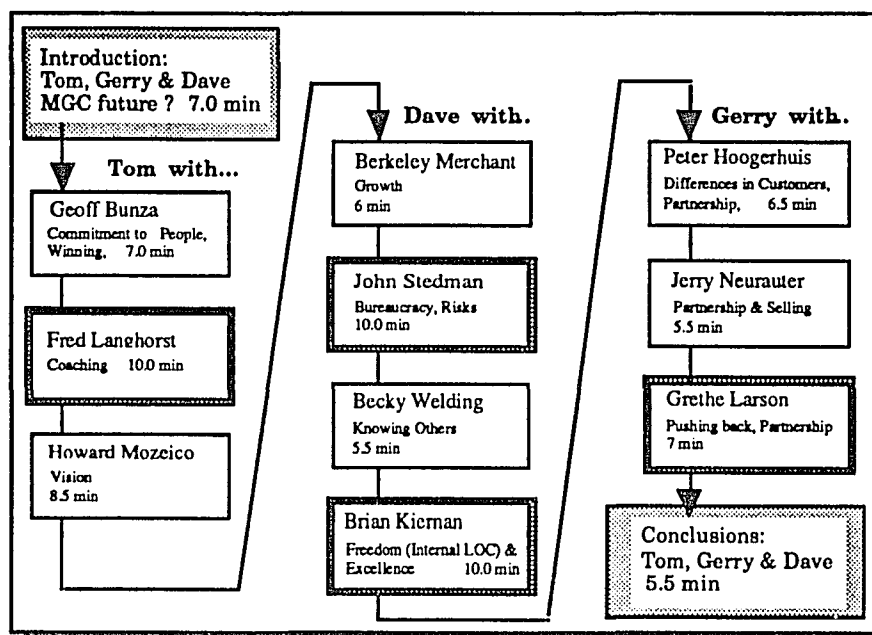 Introduction:
Tom, Gerry & Dave
MGC future ? 7.0 min
Tom with...
Geoff Bunza
Commitment to People,
Winning, 7.0 min
Fred Langhorst
Coaching 10.0 min
Howard Mozeico
Vision
8.5 min
Dave with.
Berkeley Merchant
Growth
6 min
John Stedman
Bureaucracy, Risks
10.0 min
Becky Welding
Knowing Others
5.5 min
Brian Kiernan
Freedom (Internal LOC) &
Excellence 10.0 min
Gerry with.
Peter Hoogerhuis
Differences in Customers,
Partnership, 6.5 min
Jerry Neurauter
Partnership & Selling
5.5 min
Grethe Larson
Pushing back, Partnership
7 min
Conclusions:
Tom, Gerry & Dave
5.5 min